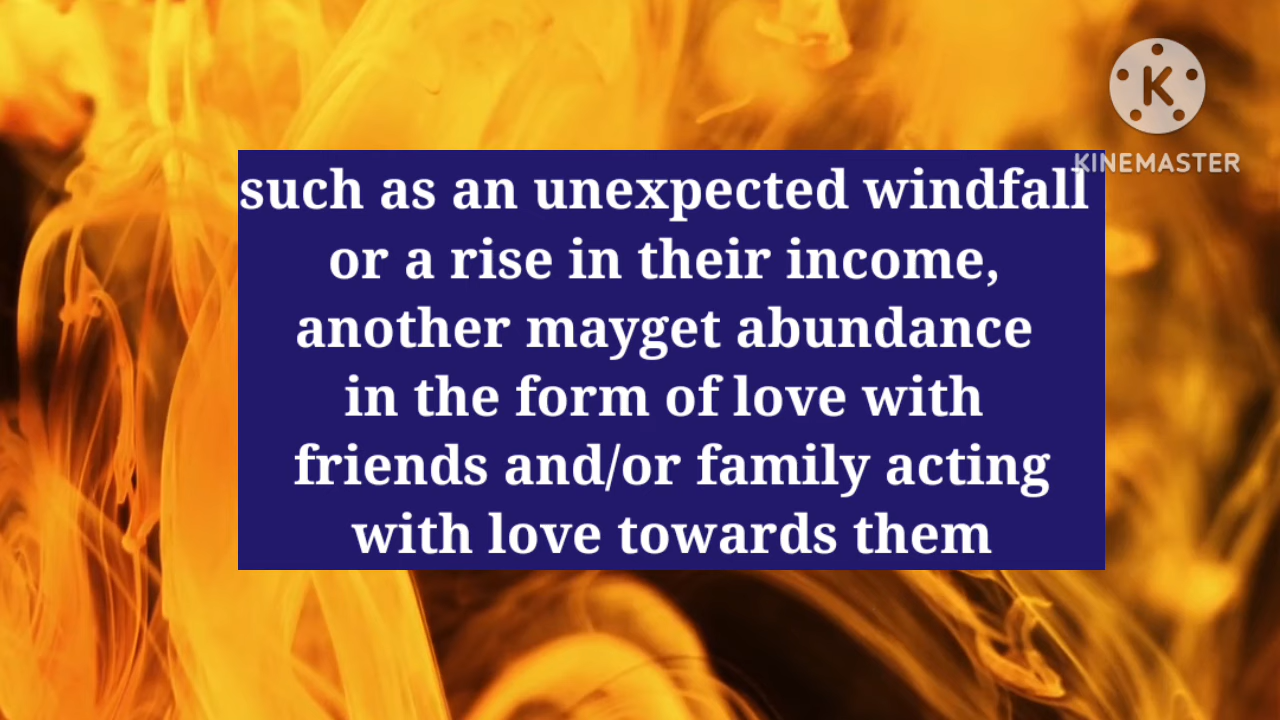 K
KINEMASTER
such as an unexpected windfall
or a rise in their income,
another mayget abundance
in the form of love with
friends and/or family acting
with love towards them